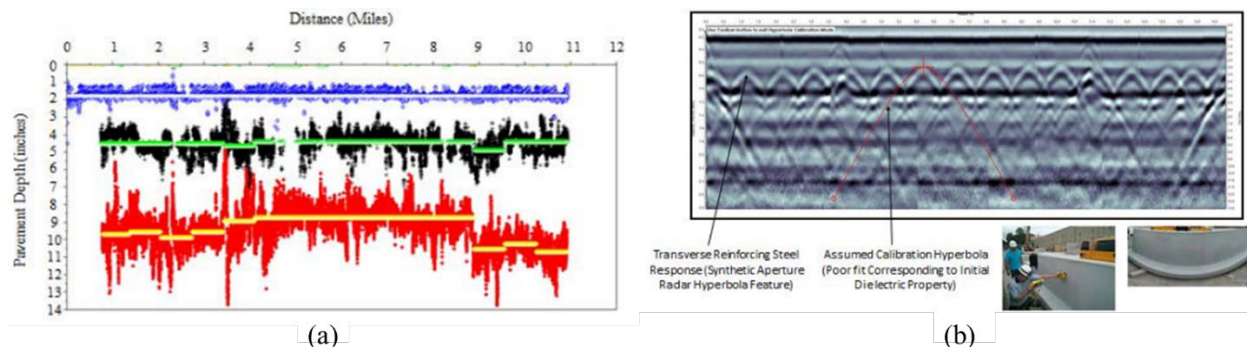 Distance (Miles)
0 1 2 3 4 5 6 7 8 9 10 11 12
Pavement Depth (inches)
0
1
2
3
4
5
6
7
8
9
10
11
12
13
14
(a)
Transverse Reinforcing Steel
Response (Synthetic Aperture
Radar Hyperbola Feature)
Assumed Calibration Hyperbola
(Poor fit Corresponding to Initial
Dielectric Property)
(b)